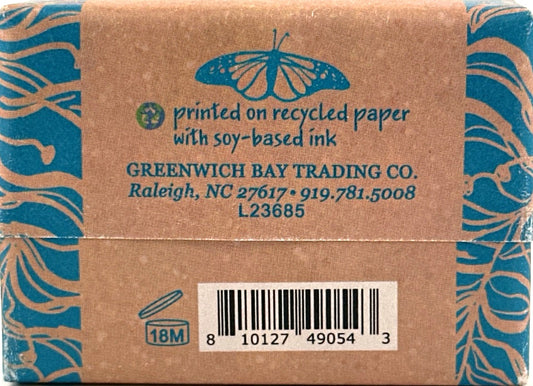 printed on recycled paper
with soy-based ink
GREENWICH BAY TRADING CO.
Raleigh, NC 27617 • 919.781.5008
L23685
18M
8 10127 49054 3